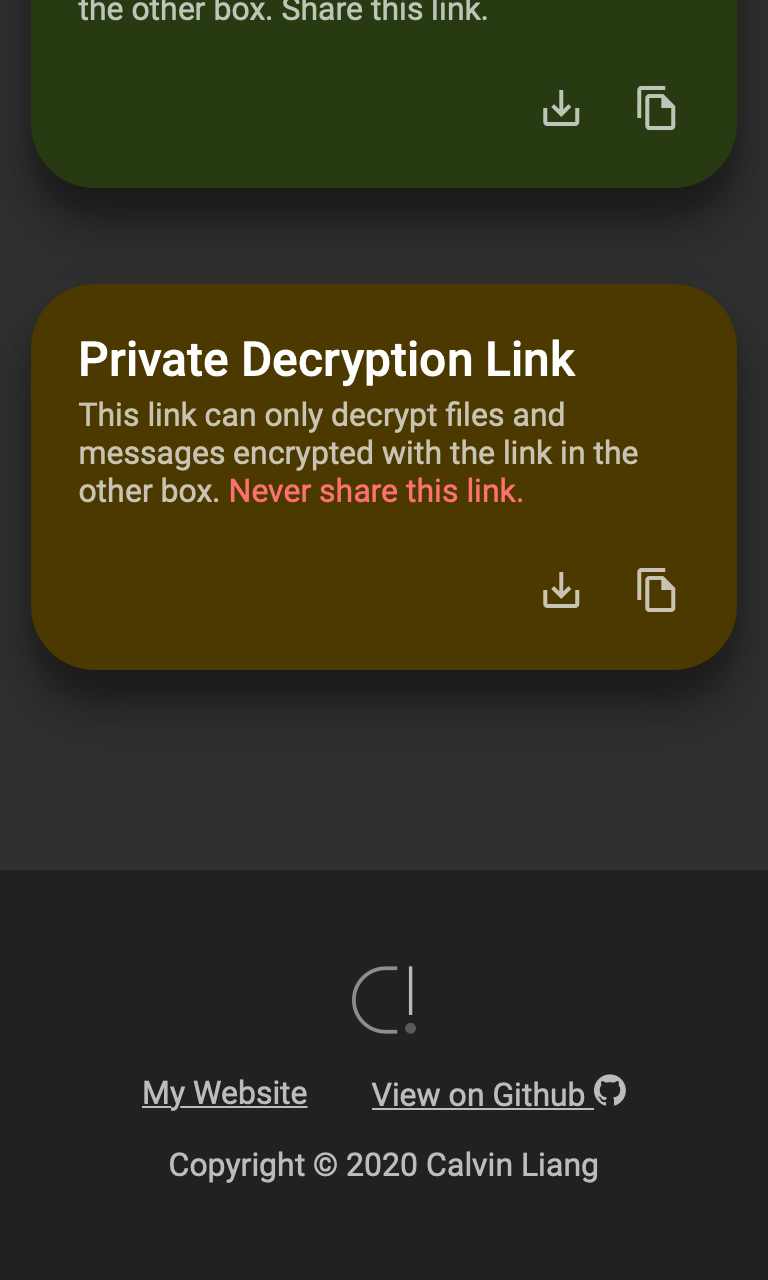 the other box. Share this link.
Private Decryption Link
This link can only decrypt files and
messages encrypted with the link in the
other box. Never share this link.
My Website
View on Github
Copyright © 2020 Calvin Liang